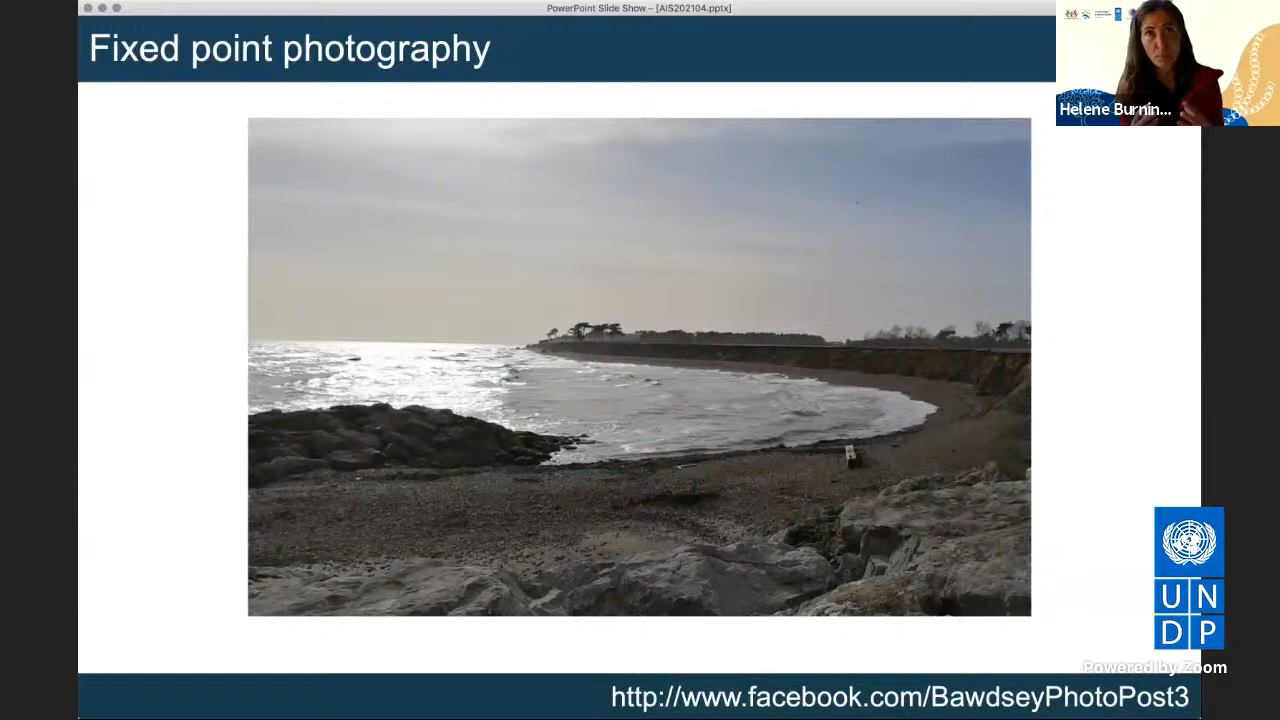 PowerPoint Slide Show – [AIS202104.pptx]
Fixed point photography
Helene Burnin...
U N
D P
Powered by Zoom
http://www.facebook.com/BawdseyPhotoPost3